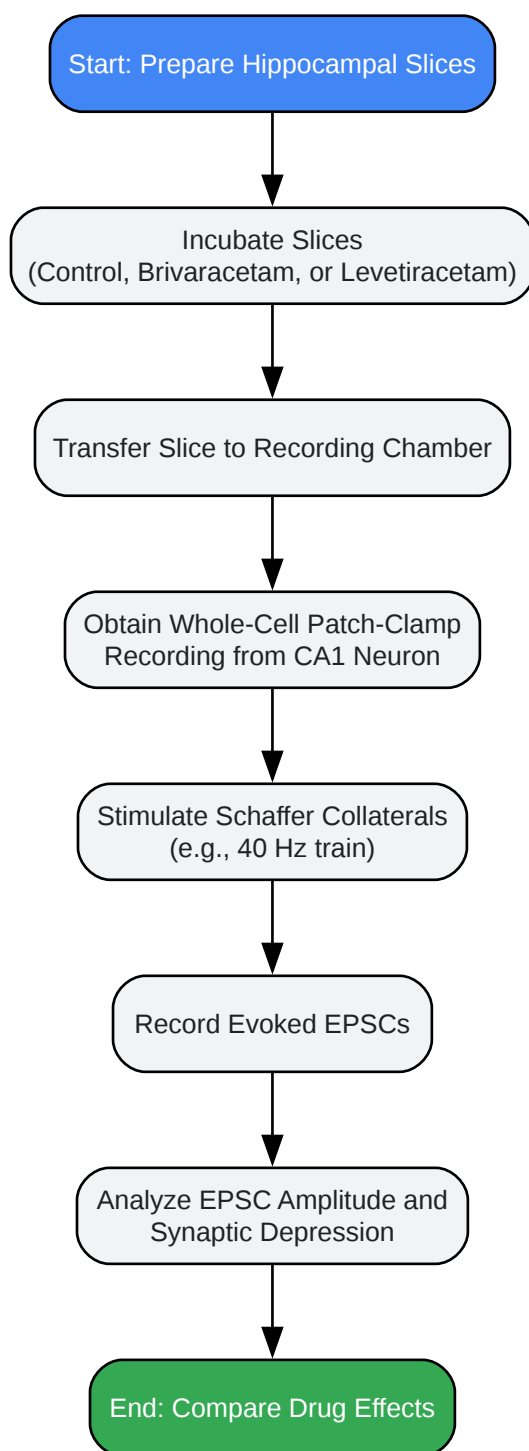 Start: Prepare Hippocampal Slices
Incubate Slices
(Control, Brivaracetam, or Levetiracetam)
Transfer Slice to Recording Chamber
Obtain Whole-Cell Patch-Clamp
Recording from CA1 Neuron
Stimulate Schaffer Collaterals
(e.g., 40 Hz train)
Record Evoked EPSCs
Analyze EPSC Amplitude and
Synaptic Depression
End: Compare Drug Effects